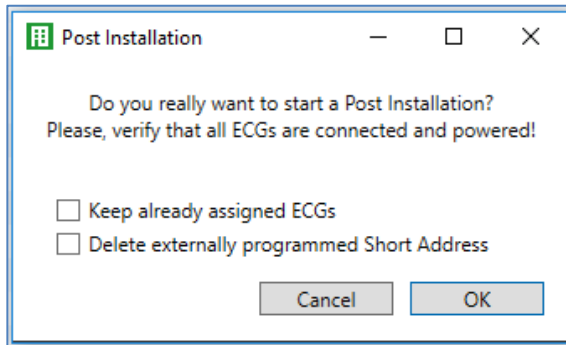 Post Installation
Do you really want to start a Post Installation?
Please, verify that all ECGs are connected and powered!
Keep already assigned ECGs
Delete externally programmed Short Address
Cancel
OK